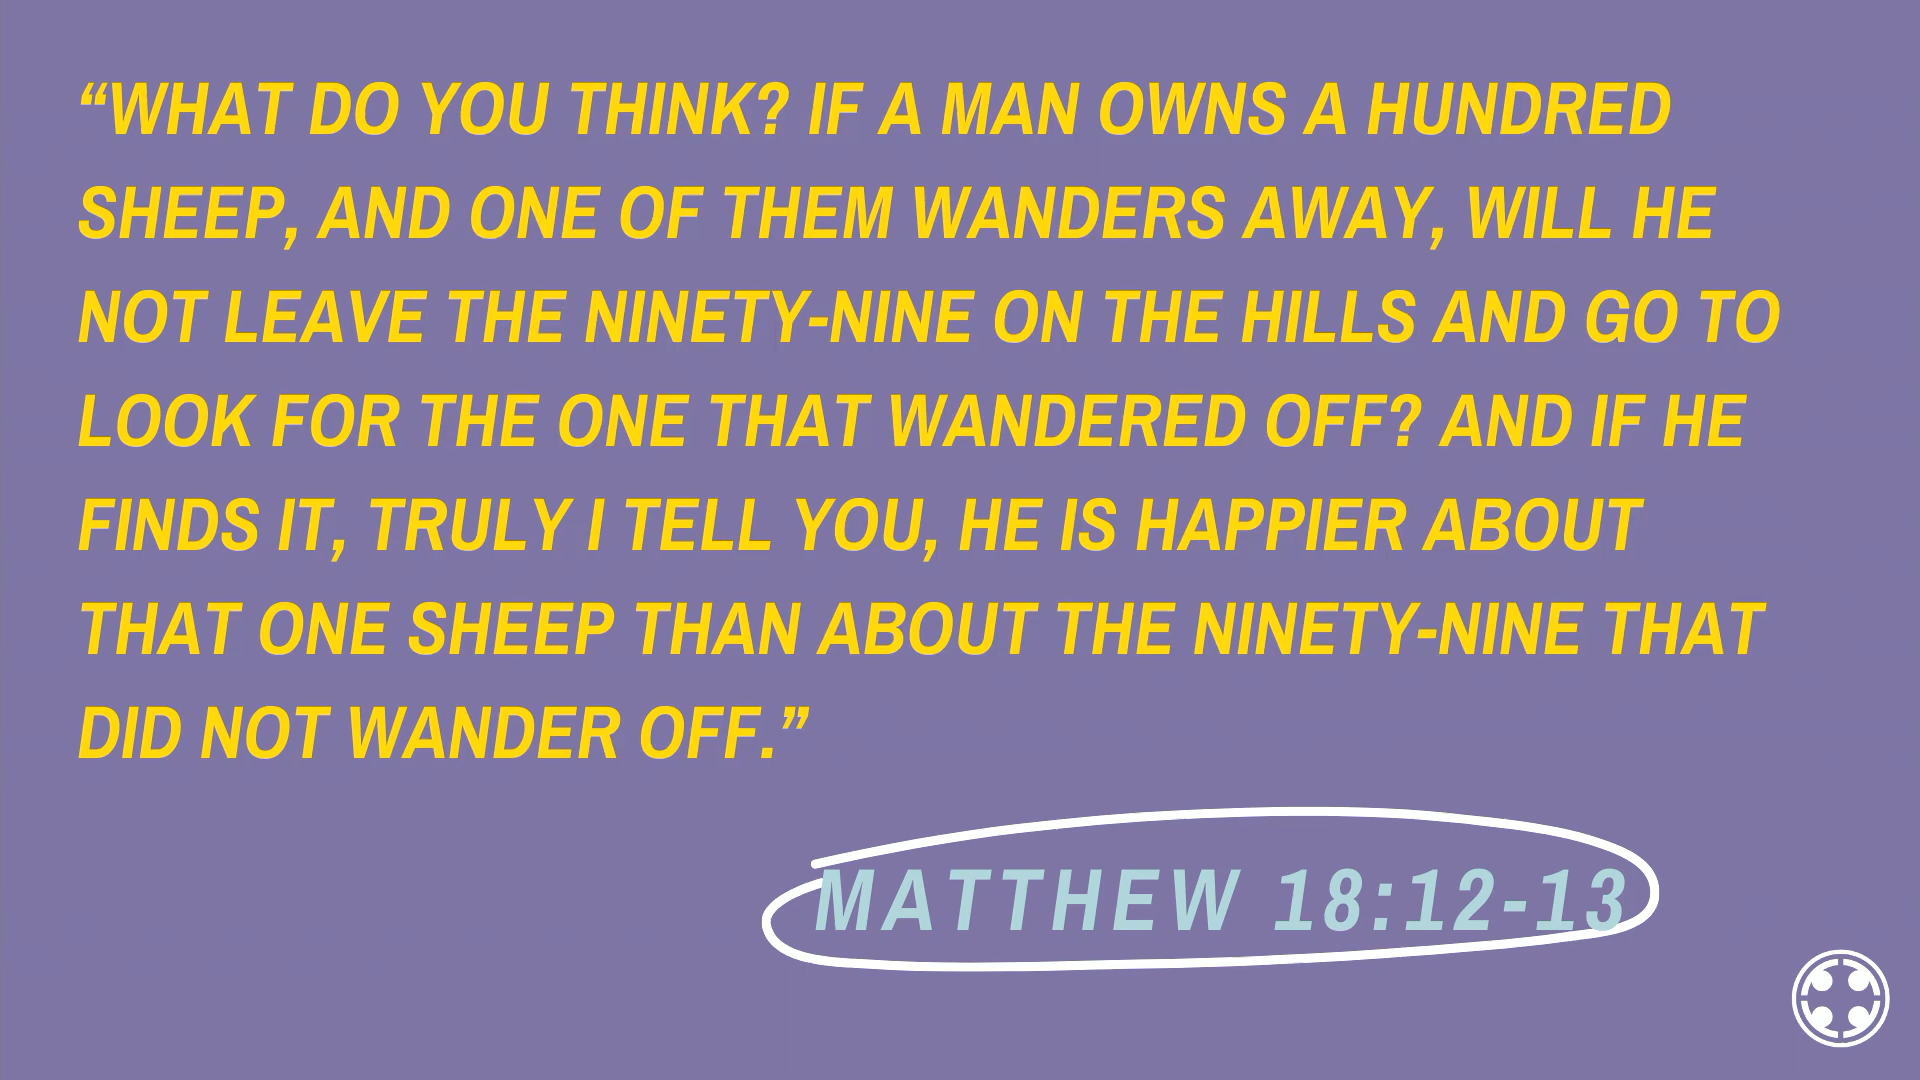 “WHAT DO YOU THINK? IF A MAN OWNS A HUNDRED
SHEEP, AND ONE OF THEM WANDERS AWAY, WILL HE
NOT LEAVE THE NINETY-NINE ON THE HILLS AND GO TO
LOOK FOR THE ONE THAT WANDERED OFF? AND IF HE
FINDS IT, TRULY I TELL YOU, HE IS HAPPIER ABOUT
THAT ONE SHEEP THAN ABOUT THE NINETY-NINE THAT
DID NOT WANDER OFF.”
MATTHEW 18:12-13